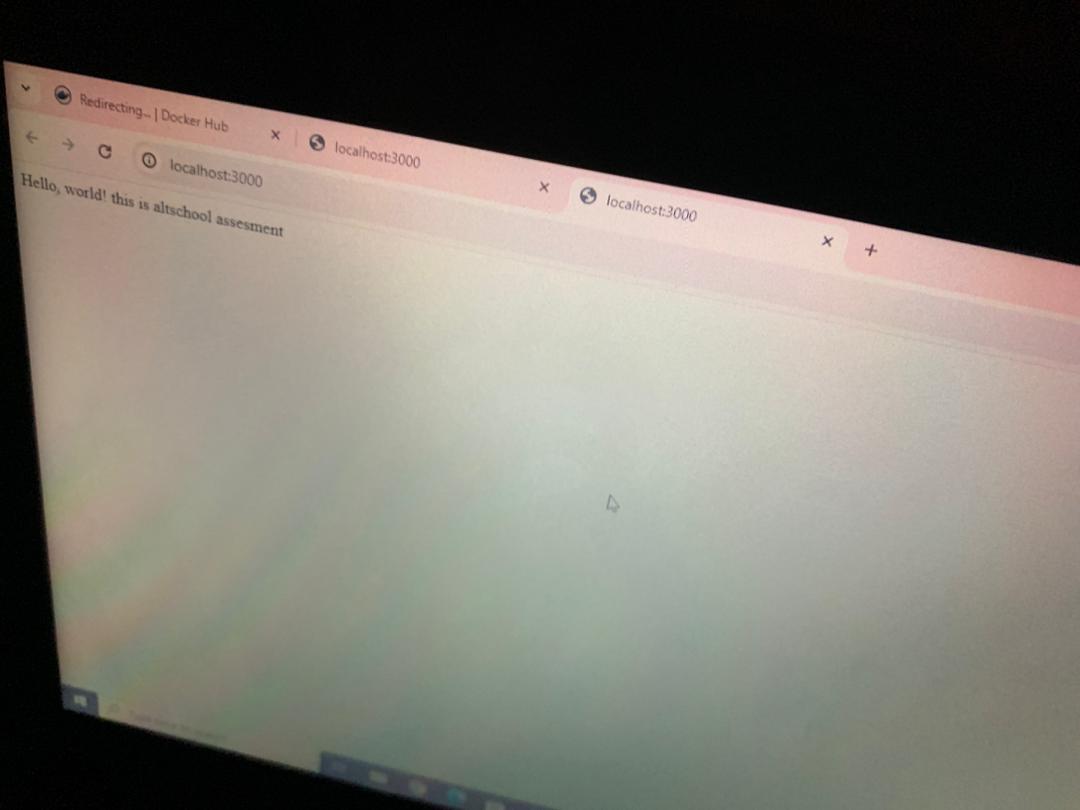 Redirecting... | Docker Hub
localhost:3000
localhost:3000
localhost:3000
Hello, world! this is altschool assesment